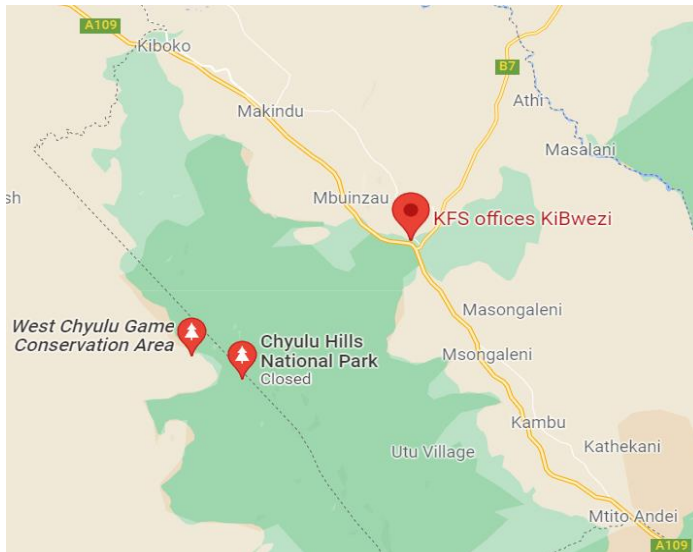 A109
Kiboko
B7
Makindu
Athi
Masalani
sh
Mbuinzau
KFS offices KiBwezi
Masongaleni
West Chyulu Game
Conservation Area
Chyulu Hills
National Park
Closed
Msongaleni
Kambu
Utu Village
Kathekani
Mtito Andei
A109